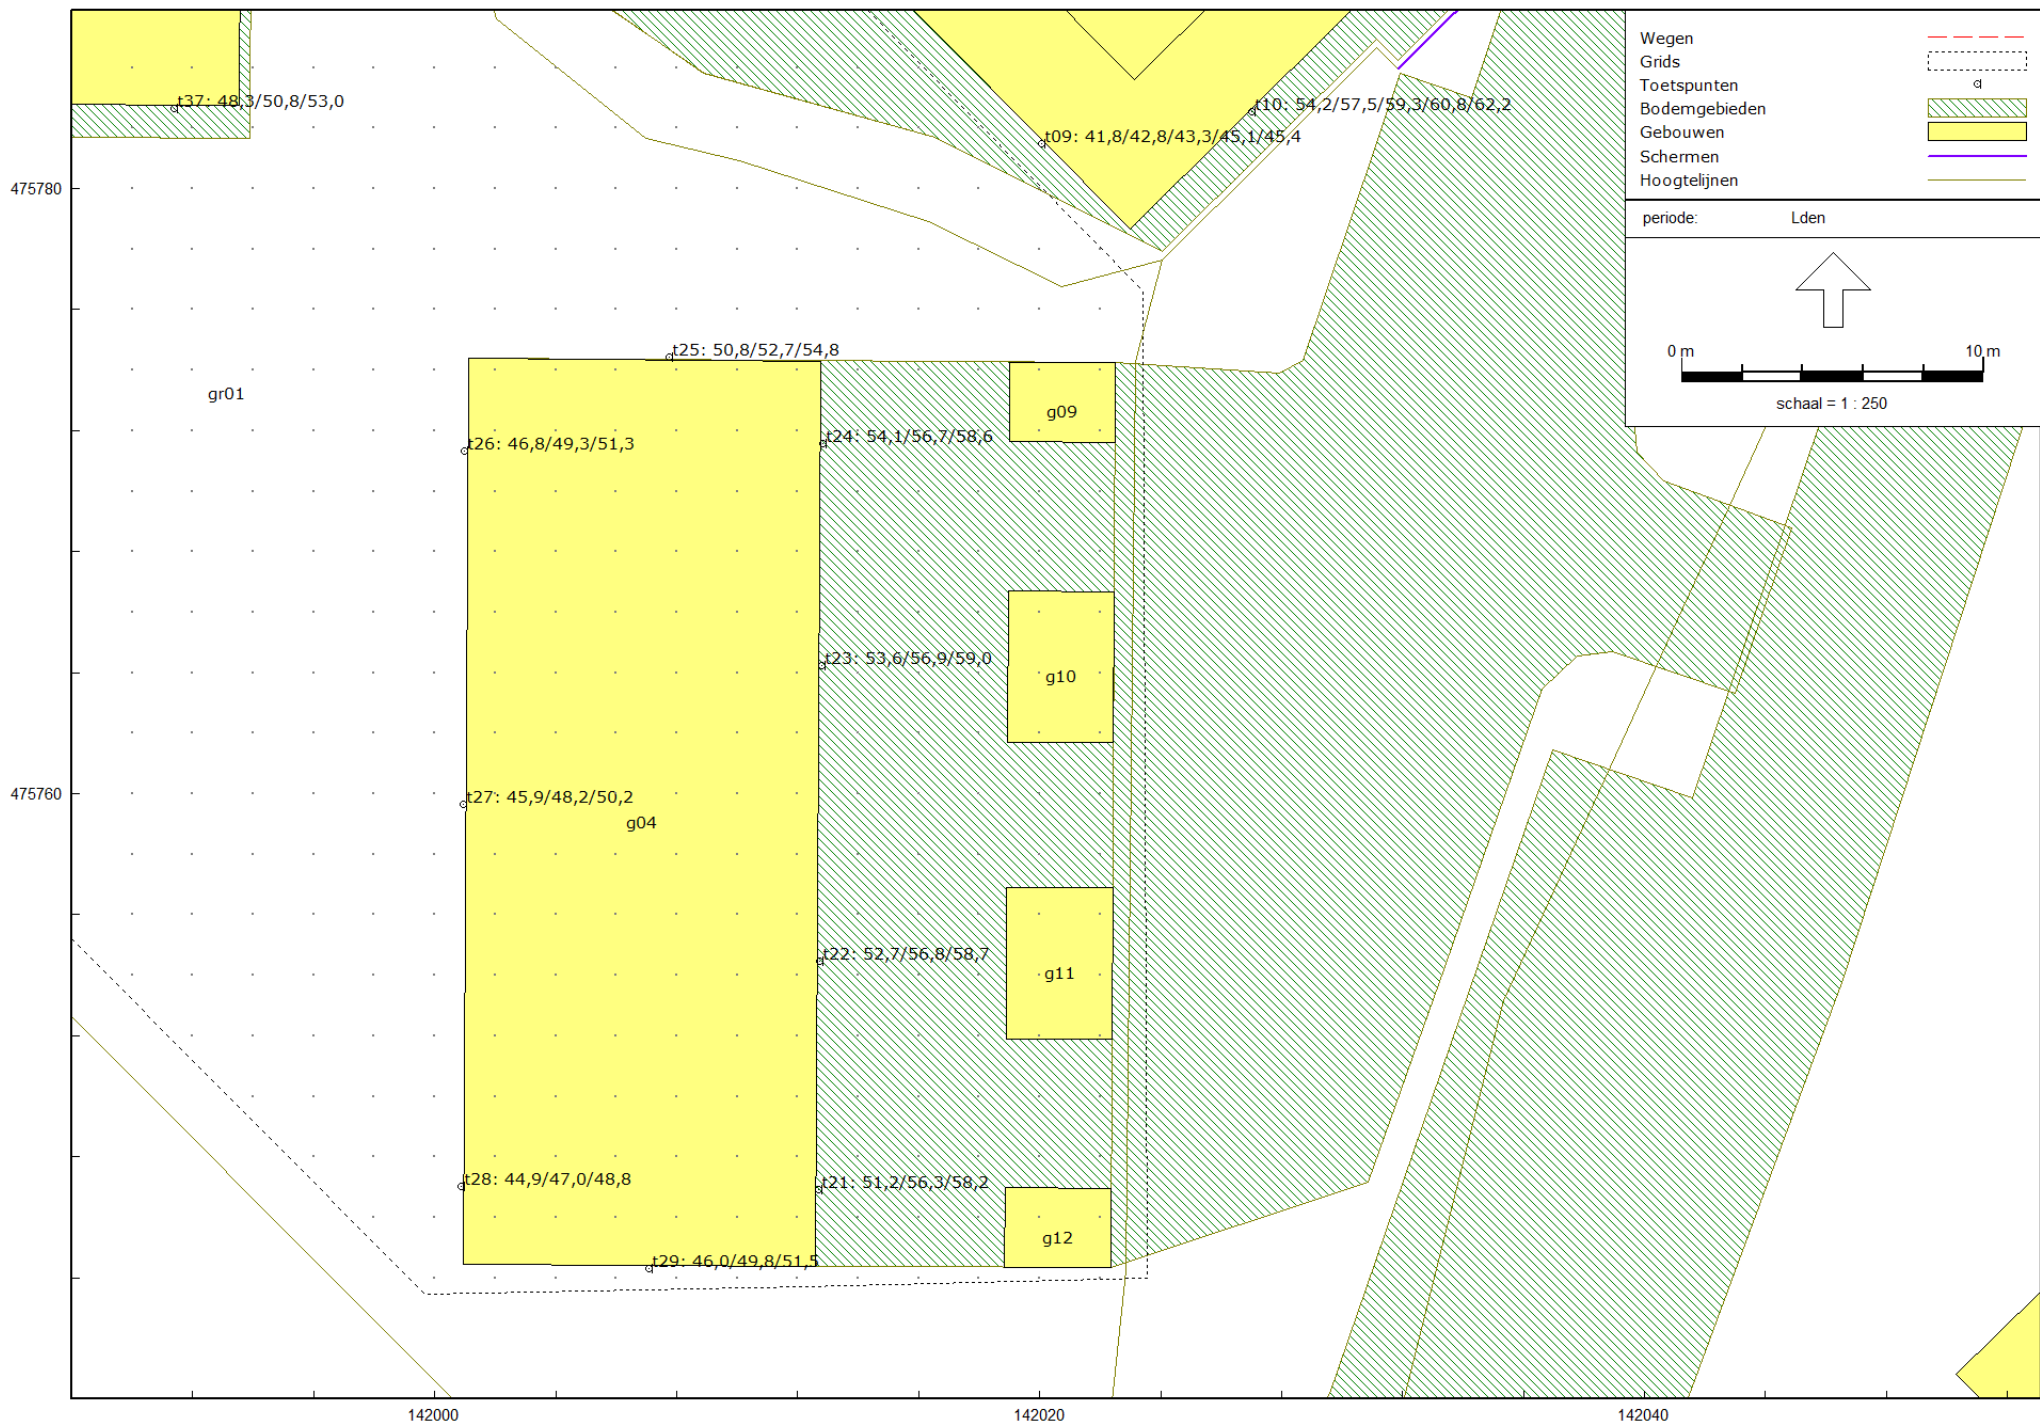 Wegen
Grids
Toetspunten
Bodemgebieden
Gebouwen
Schermen
Hoogtelijnen
periode: Lden
0 m 10 m
schaal = 1 : 250
t37: 48,3/50,8/53,0
t10: 54,2/57,5/59,3/60,8/62,2
t09: 41,8/42,8/43,3/45,1/45,4
475780
t25: 50,8/52,7/54,8
gr01
g09
t26: 46,8/49,3/51,3
t24: 54,1/56,7/58,6
t23: 53,6/56,9/59,0
g10
475760
t27: 45,9/48,2/50,2
g04
t22: 52,7/56,8/58,7
g11
t28: 44,9/47,0/48,8
t21: 51,2/56,3/58,2
g12
t29: 46,0/49,8/51,5
142000
142020
142040